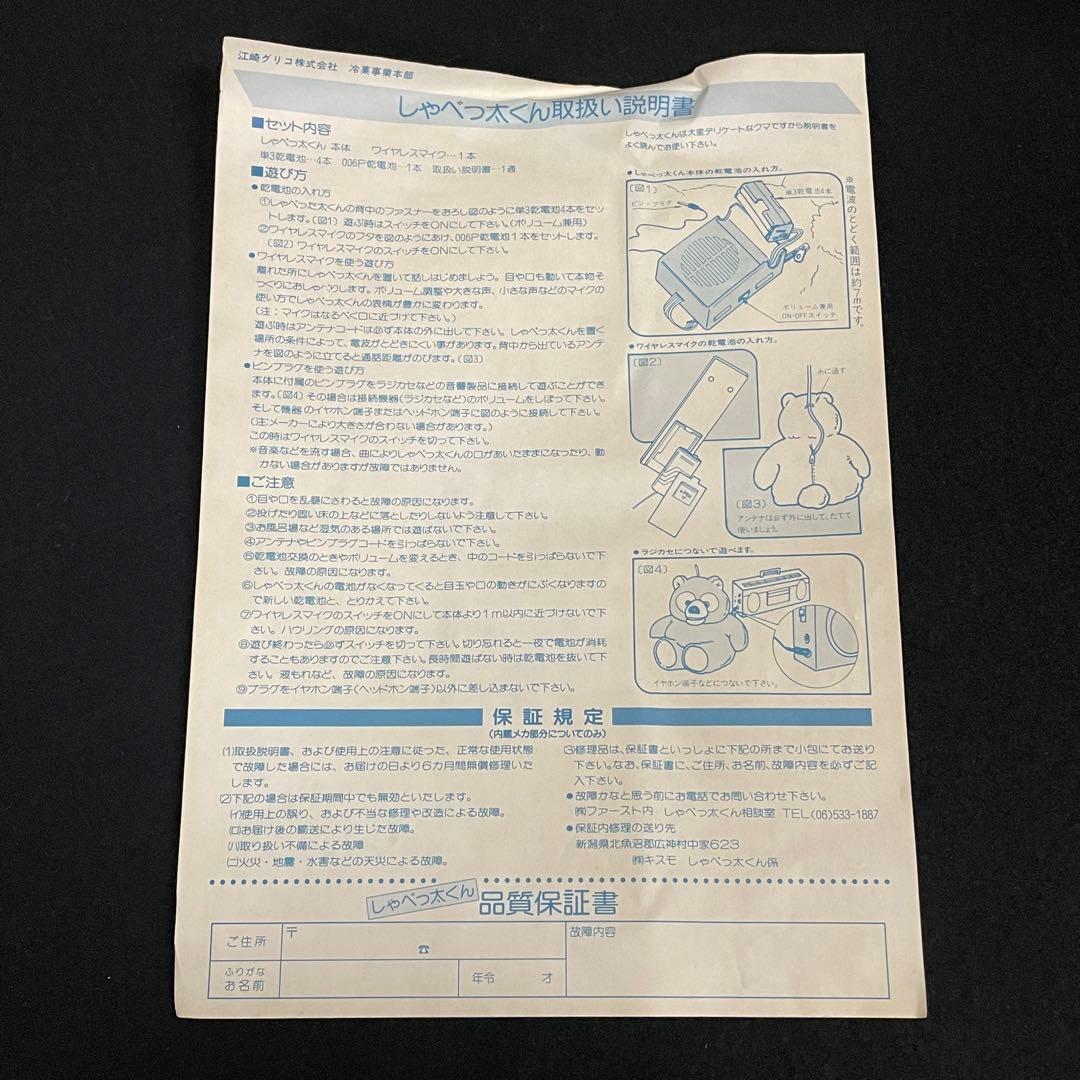 江崎グリコ株式会社　冷菓事業本部
しゃべっ太くん取扱い説明書
■セット内容
しゃべっ太くん 本体　ワイヤレスマイク…1本
単3乾電池…4本　006P乾電池…1本　取扱い説明書…1通
■遊び方
●乾電池の入れ方
①しゃべった太くんの背中のファスナーをおろし図のように単3乾電池4本をセッ
トします。(図1) 遊ぶ時はスイッチをONにして下さい。(ボリューム兼用)
②ワイヤレスマイクのフタを図のようにあけ、006P乾電池1本をセットします。
(図2) ワイヤレスマイクのスイッチをONにして下さい。
●ワイヤレスマイクを使う遊び方
離れた所にしゃべっ太くんを置いて話しはじめましょう。目や口も動いて本物そ
っくりにおしゃべりします。ボリューム調整や大きな声、小さな声などのマイクの
使い方でしゃべっ太くんの表情が豊かに変わります。
(注：マイクはなるべく口に近づけて下さい。)
遊ぶ時はアンテナコードは必ず本体の外に出して下さい。しゃべっ太くんを置く
場所の条件によって、電波がとどきにくい事があります。背中から出ているアンテ
ナを図のように立てると通話距離がのびます。(図3)
●ピンプラグを使う遊び方
本体に付属のピンプラグをラジカセなどの音響製品に接続して遊ぶことができ
ます。(図4) その場合は接続機器(ラジカセなど)のボリュームをしぼって下さい。
そして機器のイヤホン端子またはヘッドホン端子に図のように接続して下さい。
(注:メーカーにより大きさが合わない場合があります。)
この時はワイヤレスマイクのスイッチを切って下さい。
※音楽などを流す場合、曲によりしゃべっ太くんの口があいたままになったり、動
かない場合がありますが故障ではありません。
■ご注意
①目や口を乱暴にさわると故障の原因になります。
②投げたり固い床の上などに落としたりしないよう注意して下さい。
③お風呂場など湿気のある場所では遊ばないで下さい。
④アンテナやピンプラグコードを引っぱらないで下さい。
⑤乾電池交換のときやボリュームを変えるとき、中のコードを引っぱらないで下
さい。故障の原因になります。
⑥しゃべっ太くんの電池がなくなってくると目玉や口の動きがにぶくなりますの
で新しい乾電池と、とりかえて下さい。
⑦ワイヤレスマイクのスイッチをONにして本体より1m以内に近づけないで下
さい。ハウリングの原因になります。
⑧遊び終わったら必ずスイッチを切って下さい。切り忘れると一夜で電池が消耗
することもありますのでご注意下さい。長時間遊ばない時は乾電池を抜いて下
さい。液もれなど、故障の原因になります。
⑨プラグをイヤホン端子(ヘッドホン端子)以外に差し込まないで下さい。
しゃべっ太くんは大変デリケートなクマですから説明書を
よく読んでお使い下さい。
●しゃべっ太くん本体の乾電池の入れ方。
(図1)
ピン・プラグ
単3乾電池4本
ボリューム兼用
ON-OFFスイッチ
※電波のとどく範囲は約7mです。
●ワイヤレスマイクの乾電池の入れ方。
(図2)
糸に通す
(図3)
アンテナは必ず外に出して、たてて
使いましょう。
●ラジカセにつないで遊べます。
(図4)
イヤホン端子などにつないで下さい。
保証規定
(内蔵メカ部分についてのみ)
(1)取扱説明書、および使用上の注意に従った、正常な使用状態
で故障した場合には、お届けの日より6カ月間無償修理いた
します。
(2)下記の場合は保証期間中でも無効といたします。
(イ)使用上の誤り、および不当な修理や改造による故障。
(ロ)お届け後の輸送により生じた故障。
(ハ)取り扱い不備による故障
(ニ)火災・地震・水害などの天災による故障。
(3)修理品は、保証書といっしょに下記の所まで小包にてお送り
下さい。なお、保証書に、ご住所、お名前、故障内容を必ずご記
入下さい。
●故障かなと思う前にお電話でお問い合わせ下さい。
㈱ファースト内　しゃべっ太くん相談室　TEL(06)533-1887
●保証内修理の送り先
新潟県北魚沼郡広神村中家623
㈱キスモ　しゃべっ太くん係
しゃべっ太くん 品質保証書
ご住所　〒　☎
故障内容
ふりがな
お名前　年令　才